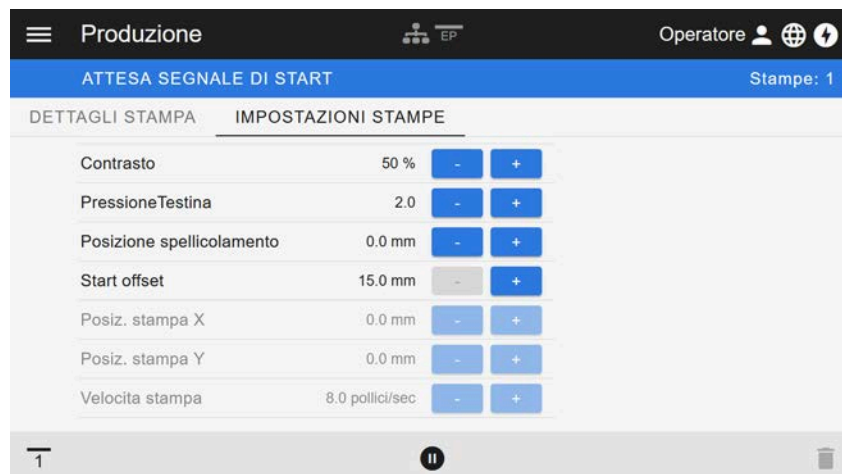 Produzione EP Operatore
ATTESA SEGNALE DI START Stampe: 1
DETTAGLI STAMPA IMPOSTAZIONI STAMPE
Contrasto 50 % - +
PressioneTestina 2.0 - +
Posizione spellicolamento 0.0 mm - +
Start offset 15.0 mm - +
Posiz. stampa X 0.0 mm - +
Posiz. stampa Y 0.0 mm - +
Velocita stampa 8.0 pollici/sec - +
1